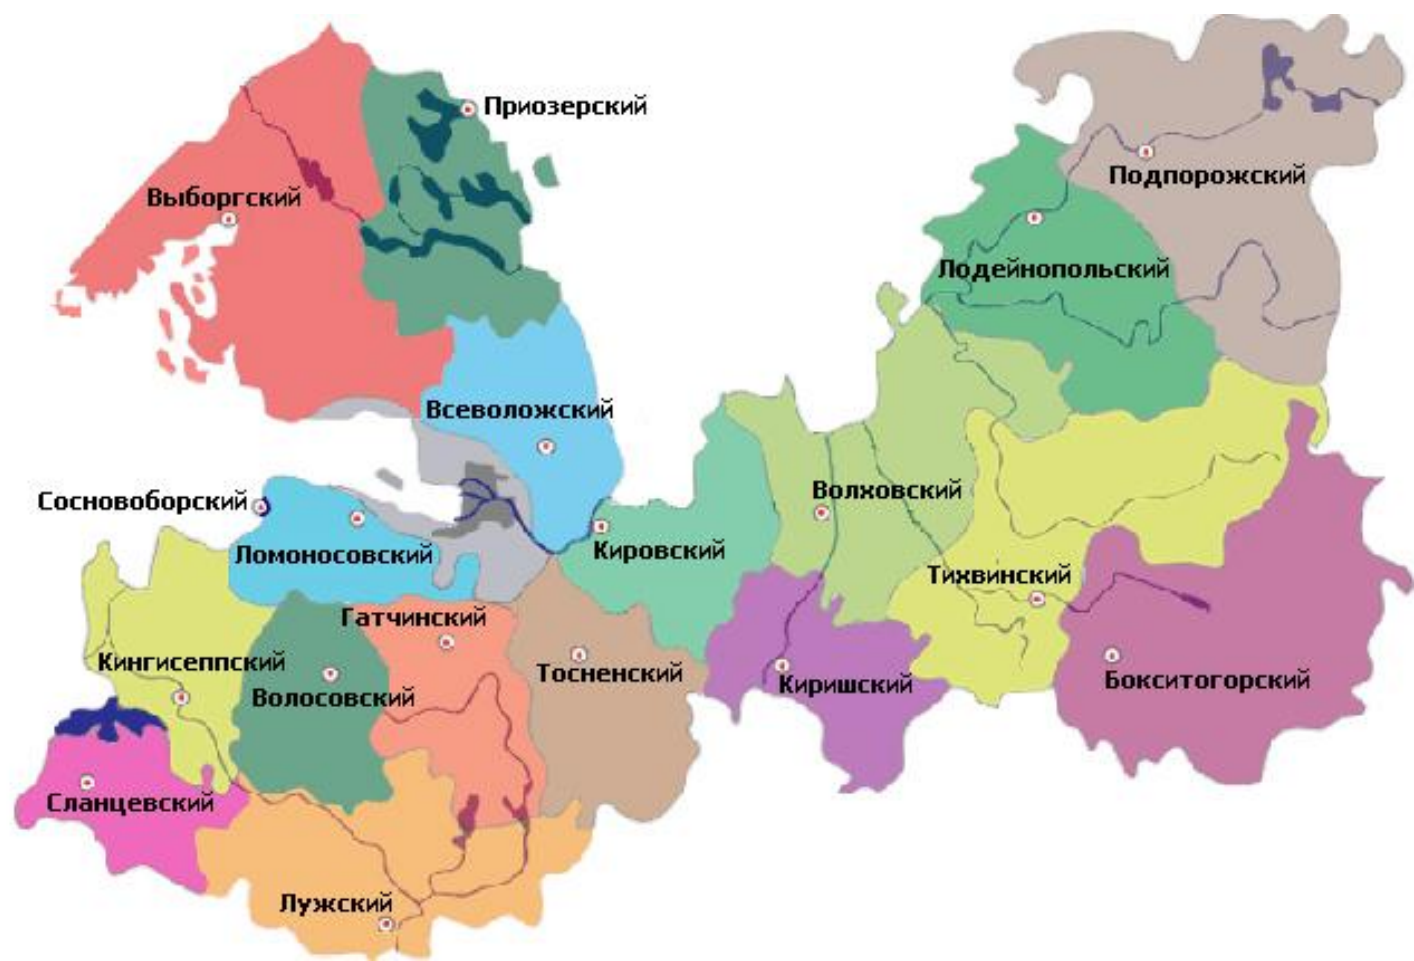 Приозерский
Подпорожский
Выборгский
Лодейнопольский
Всеволожский
Сосновоборский
Волховский
Ломоносовский
Кировский
Тихвинский
Гатчинский
Кингисеппский
Тосненский
Киришский
Бокситогорский
Волосовский
Сланцевский
Лужский